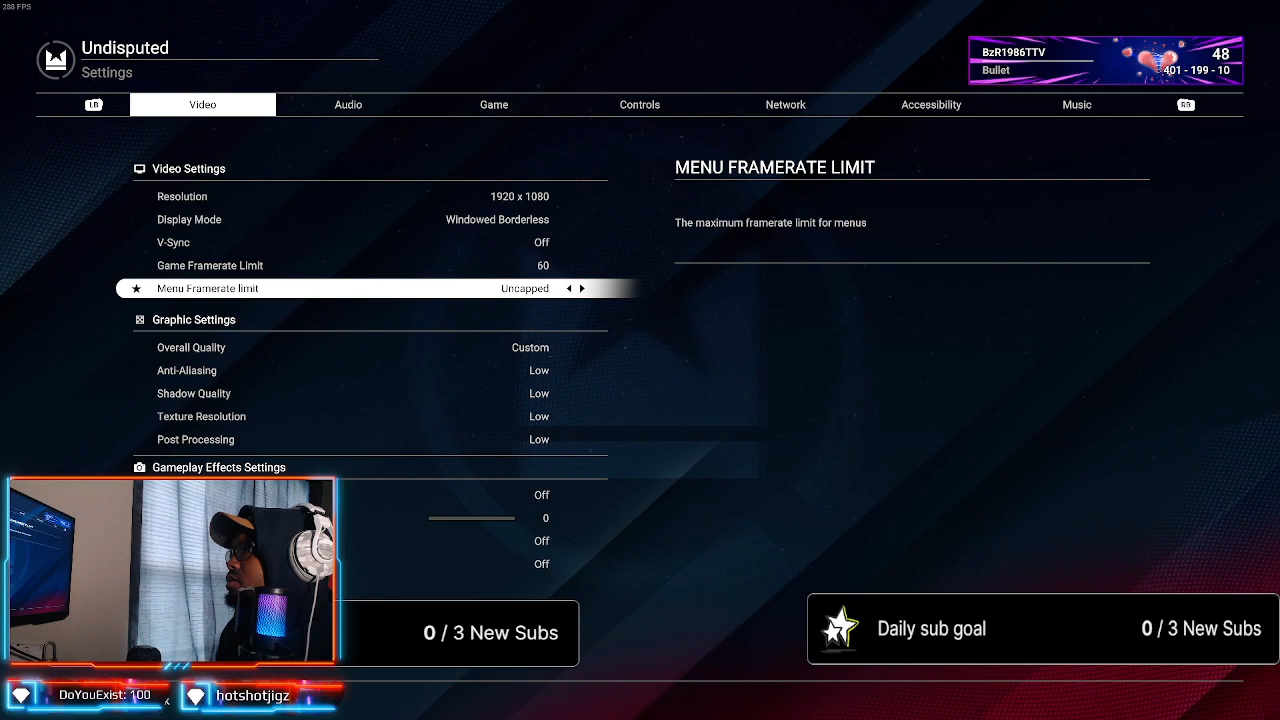 288 FPS
Undisputed
Settings
BzR1986TTV
48
Bullet
401 - 199 - 10
LB
Video
Audio
Game
Controls
Network
Accessibility
Music
RB
Video Settings
Resolution 1920 x 1080
Display Mode Windowed Borderless
V-Sync Off
Game Framerate Limit 60
Menu Framerate limit Uncapped
MENU FRAMERATE LIMIT
The maximum framerate limit for menus
Graphic Settings
Overall Quality Custom
Anti-Aliasing Low
Shadow Quality Low
Texture Resolution Low
Post Processing Low
Gameplay Effects Settings
Off
0
Off
Off
0 / 3 New Subs
Daily sub goal 0 / 3 New Subs
DoYouExist: 100
hotshotjigz